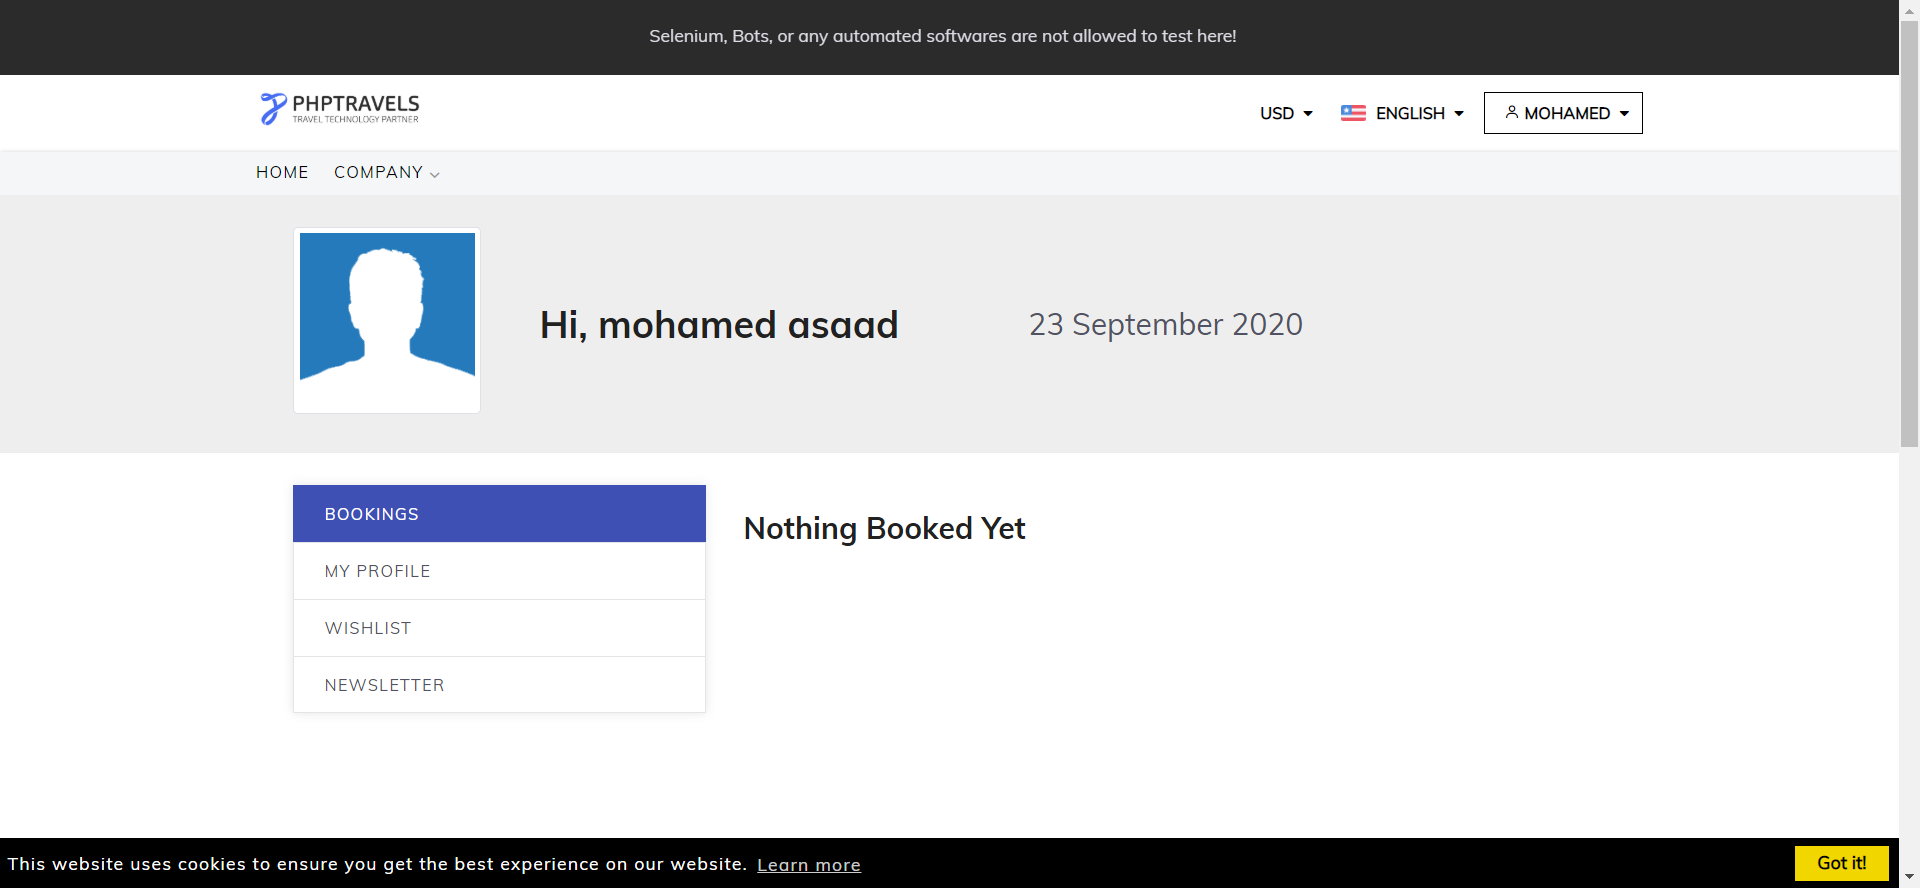 Selenium, Bots, or any automated softwares are not allowed to test here!
PHPTRAVELS
TRAVEL TECHNOLOGY PARTNER
USD
ENGLISH
MOHAMED
HOME
COMPANY
Hi, mohamed asaad
23 September 2020
BOOKINGS
MY PROFILE
WISHLIST
NEWSLETTER
Nothing Booked Yet
This website uses cookies to ensure you get the best experience on our website. Learn more
Got it!